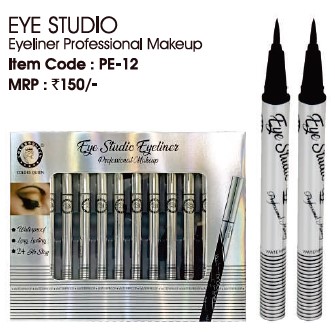 EYE STUDIO
Eyeliner Professional Makeup
Item Code : PE-12
MRP : ₹150/-
Eye Studio Eyeliner
Professional Makeup
Waterproof
Long Lasting
24 Hr Stay
Eye Studio
Eye Studio